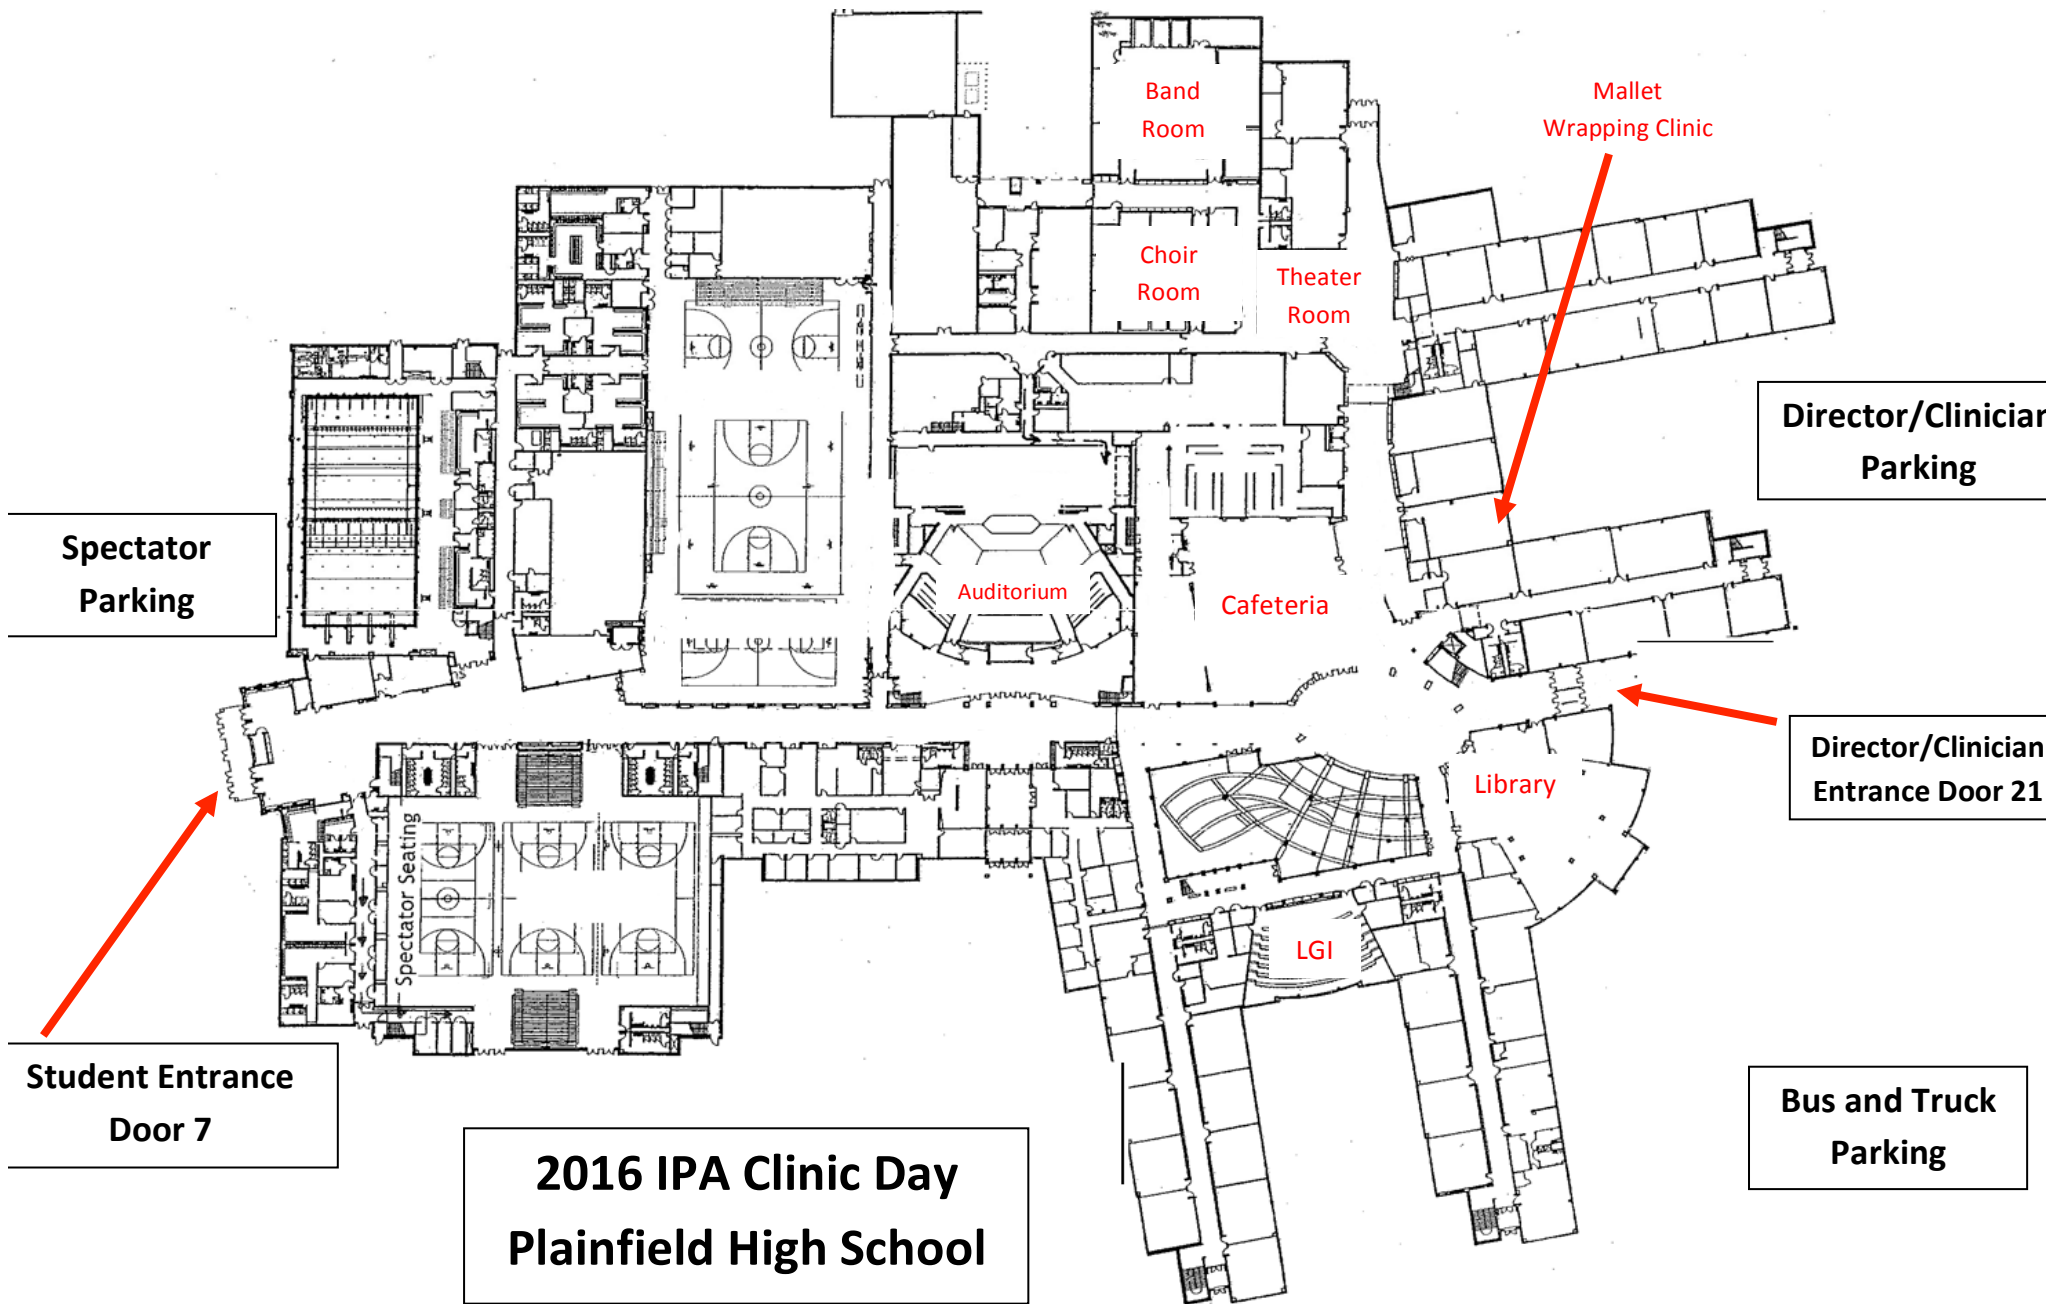 Band
Room
Mallet
Wrapping Clinic
Choir
Room
Theater
Room
Director/Clinician
Parking
Spectator
Parking
Auditorium
Cafeteria
Director/Clinician
Entrance Door 21
Library
Spectator Seating
LGI
Student Entrance
Door 7
Bus and Truck
Parking
2016 IPA Clinic Day
Plainfield High School